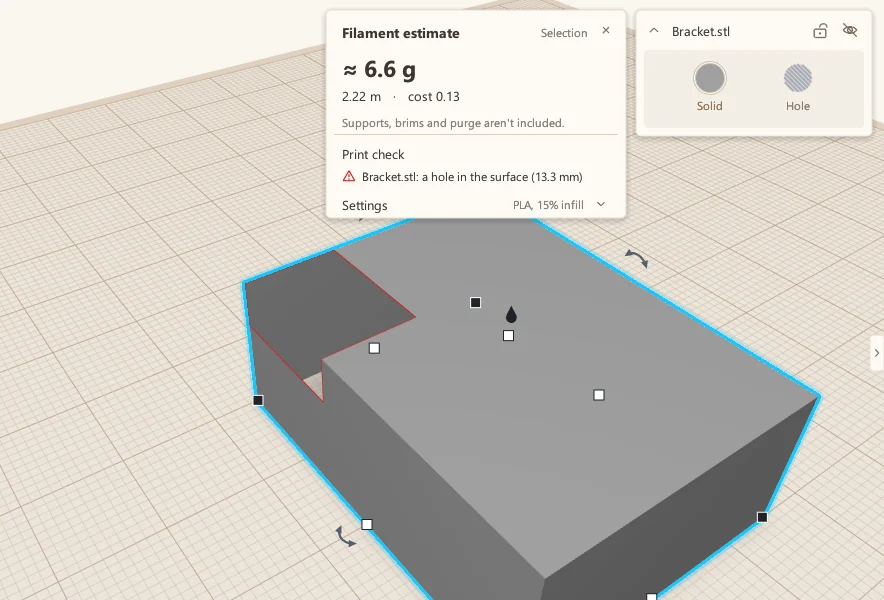 Filament estimate
Selection
≈ 6.6 g
2.22 m · cost 0.13
Supports, brims and purge aren't included.
Print check
Bracket.stl: a hole in the surface (13.3 mm)
Settings
PLA, 15% infill
Bracket.stl
Solid
Hole